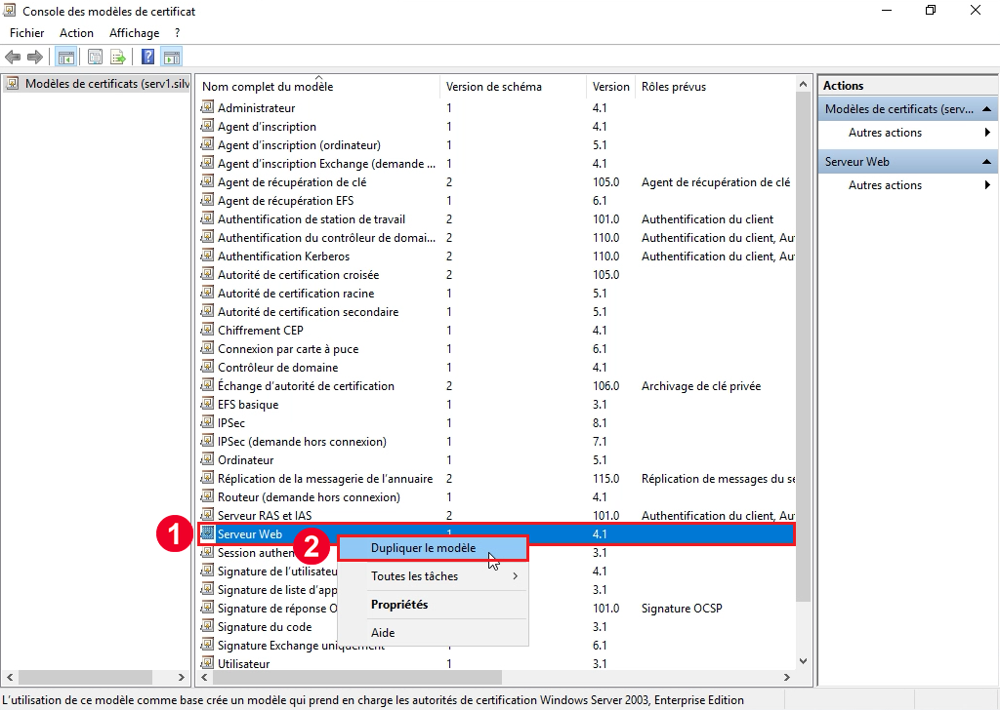 Console des modèles de certificat
Fichier Action Affichage ?
Modèles de certificats (serv1.silv
Nom complet du modèle Version de schéma Version Rôles prévus
Administrateur 1 4.1
Agent d'inscription 1 4.1
Agent d'inscription (ordinateur) 1 5.1
Agent d'inscription Exchange (demande ... 1 4.1
Agent de récupération de clé 2 105.0 Agent de récupération de clé
Agent de récupération EFS 1 6.1
Authentification de station de travail 2 101.0 Authentification du client
Authentification du contrôleur de domai... 2 110.0 Authentification du client, Au
Authentification Kerberos 2 110.0 Authentification du client, Au
Autorité de certification croisée 2 105.0
Autorité de certification racine 1 5.1
Autorité de certification secondaire 1 5.1
Chiffrement CEP 1 4.1
Connexion par carte à puce 1 6.1
Contrôleur de domaine 1 4.1
Échange d'autorité de certification 2 106.0 Archivage de clé privée
EFS basique 1 3.1
IPSec 1 8.1
IPSec (demande hors connexion) 1 7.1
Ordinateur 1 5.1
Réplication de la messagerie de l'annuaire 2 115.0 Réplication de messages du se
Routeur (demande hors connexion) 1 4.1
Serveur RAS et IAS 2 101.0 Authentification du client, Au
1 Serveur Web 1 4.1
Session authen 3.1
Signature de l'utilisateu 4.1
Signature de liste d'app 3.1
Signature de réponse O 101.0 Signature OCSP
Signature du code 3.1
Signature Exchange uniquement 1 6.1
Utilisateur 1 3.1
2 Dupliquer le modèle
Toutes les tâches
Propriétés
Aide
Actions
Modèles de certificats (serv...
Autres actions
Serveur Web
Autres actions
L'utilisation de ce modèle comme base crée un modèle qui prend en charge les autorités de certification Windows Server 2003, Enterprise Edition